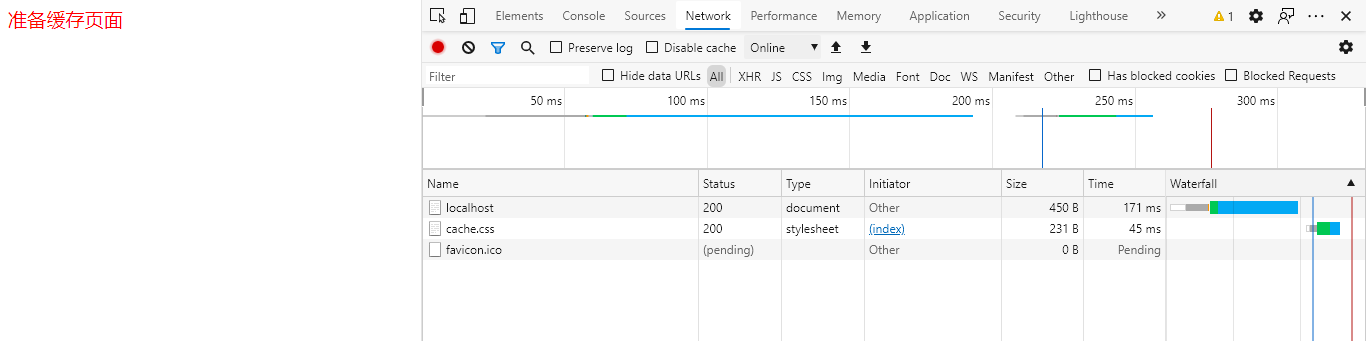 准备缓存页面
Elements Console Sources Network Performance Memory Application Security Lighthouse » 1
Preserve log Disable cache Online
Filter Hide data URLs All XHR JS CSS Img Media Font Doc WS Manifest Other Has blocked cookies Blocked Requests
50 ms 100 ms 150 ms 200 ms 250 ms 300 ms
Name Status Type Initiator Size Time Waterfall
localhost 200 document Other 450 B 171 ms
cache.css 200 stylesheet (index) 231 B 45 ms
favicon.ico (pending) Other 0 B Pending